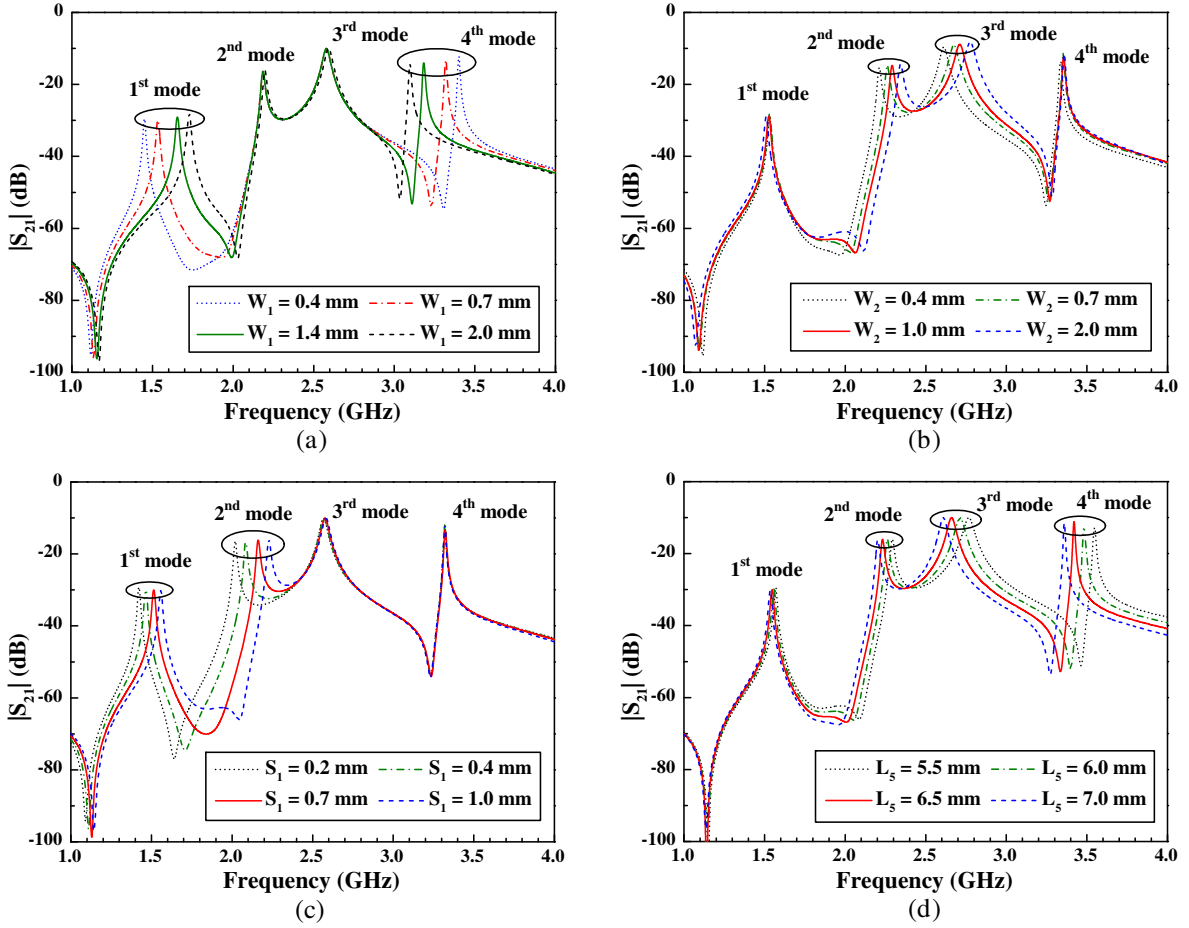 (a)
|S21| (dB)
0
-20
-40
-60
-80
-100
1st mode
2nd mode
3rd mode
4th mode
W1 = 0.4 mm
W1 = 0.7 mm
W1 = 1.4 mm
W1 = 2.0 mm
1.0 1.5 2.0 2.5 3.0 3.5 4.0
Frequency (GHz)
(a)
|S21| (dB)
0
-20
-40
-60
-80
-100
1st mode
2nd mode
3rd mode
4th mode
W2 = 0.4 mm
W2 = 0.7 mm
W2 = 1.0 mm
W2 = 2.0 mm
1.0 1.5 2.0 2.5 3.0 3.5 4.0
Frequency (GHz)
(b)
|S21| (dB)
0
-20
-40
-60
-80
-100
1st mode
2nd mode
3rd mode
4th mode
S1 = 0.2 mm
S1 = 0.4 mm
S1 = 0.7 mm
S1 = 1.0 mm
1.0 1.5 2.0 2.5 3.0 3.5 4.0
Frequency (GHz)
(c)
|S21| (dB)
0
-20
-40
-60
-80
-100
1st mode
2nd mode
3rd mode
4th mode
L5 = 5.5 mm
L5 = 6.0 mm
L5 = 6.5 mm
L5 = 7.0 mm
1.0 1.5 2.0 2.5 3.0 3.5 4.0
Frequency (GHz)
(d)